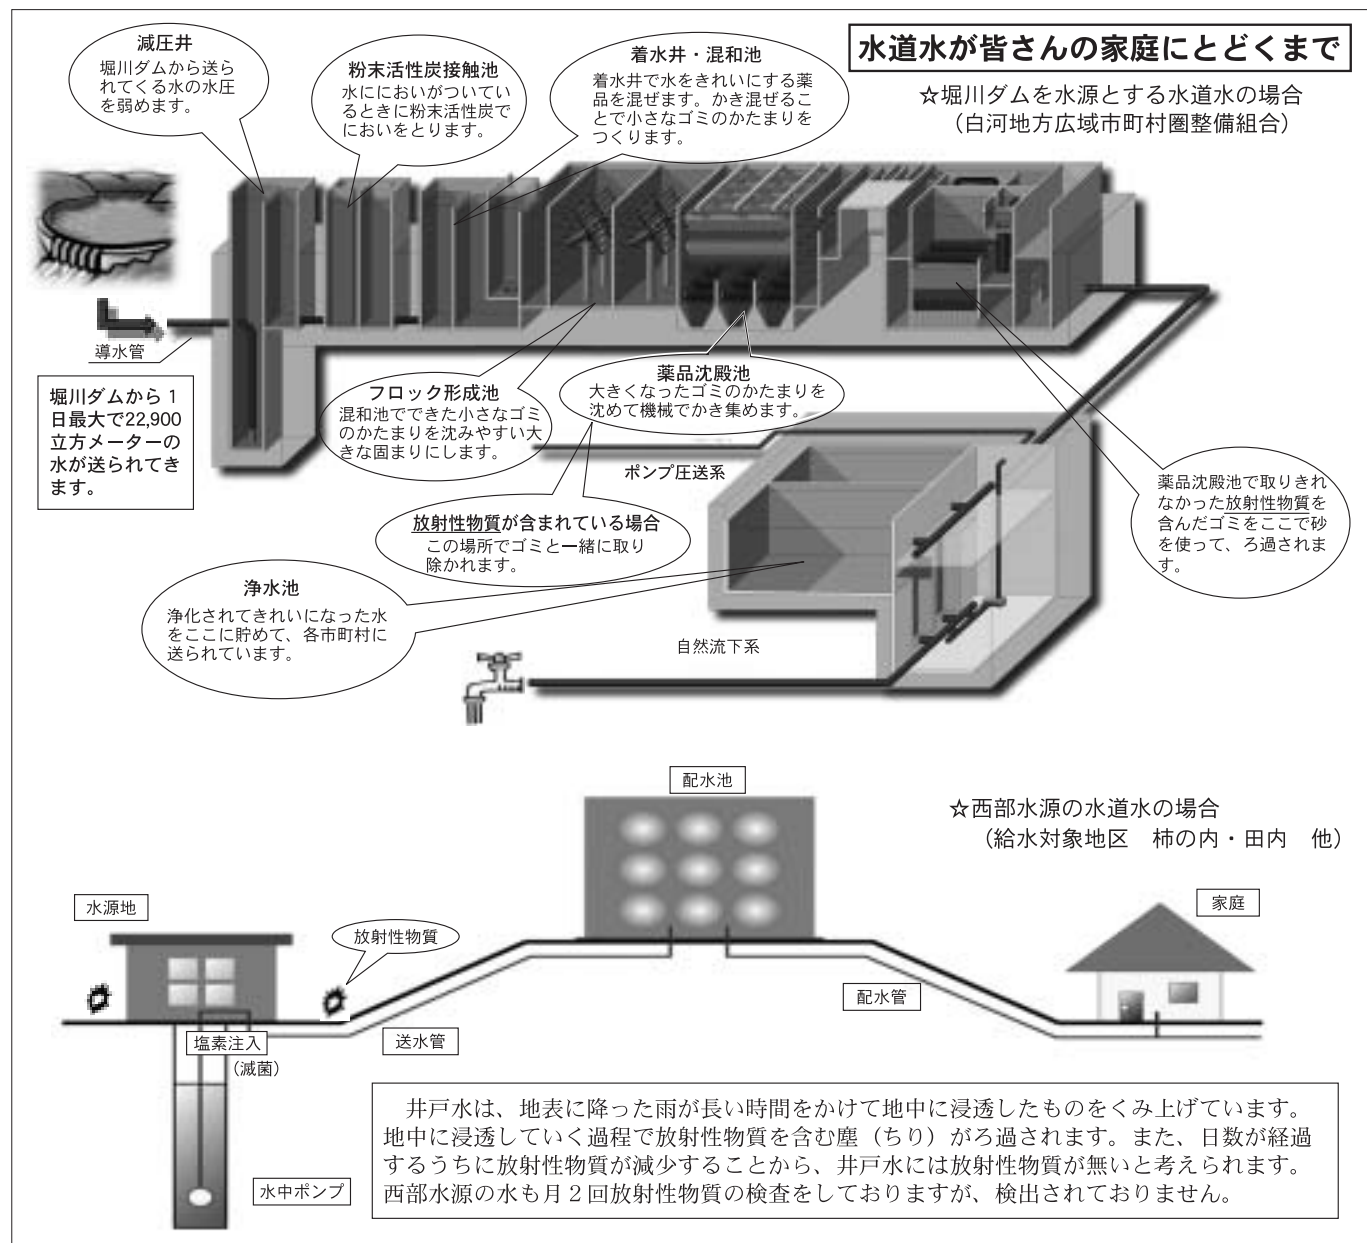 水道水が皆さんの家庭にとどくまで
☆堀川ダムを水源とする水道水の場合
（白河地方広域市町村圏整備組合）
減圧井
堀川ダムから送ら
れてくる水の水圧
を弱めます。
粉末活性炭接触池
水ににおいがついてい
るときに粉末活性炭で
においをとります。
着水井・混和池
着水井で水をきれいにする薬
品を混ぜます。かき混ぜるこ
とで小さなゴミのかたまりを
つくります。
導水管
堀川ダムから１
日最大で22,900
立方メーターの
水が送られてき
ます。
フロック形成池
混和池でできた小さなゴミ
のかたまりを沈みやすい大
きな固まりにします。
薬品沈殿池
大きくなったゴミのかたまりを
沈めて機械でかき集めます。
ポンプ圧送系
放射性物質が含まれている場合
この場所でゴミと一緒に取り
除かれます。
薬品沈殿池で取りきれ
なかった放射性物質を
含んだゴミをここで砂
を使って、ろ過されま
す。
浄水池
浄化されてきれいになった水
をここに貯めて、各市町村に
送られています。
自然流下系
☆西部水源の水道水の場合
（給水対象地区　柿の内・田内　他）
配水池
水源地
放射性物質
家庭
配水管
送水管
塩素注入
（滅菌）
水中ポンプ
井戸水は、地表に降った雨が長い時間をかけて地中に浸透したものをくみ上げています。
地中に浸透していく過程で放射性物質を含む塵（ちり）がろ過されます。また、日数が経過
するうちに放射性物質が減少することから、井戸水には放射性物質が無いと考えられます。
西部水源の水も月２回放射性物質の検査をしておりますが、検出されておりません。